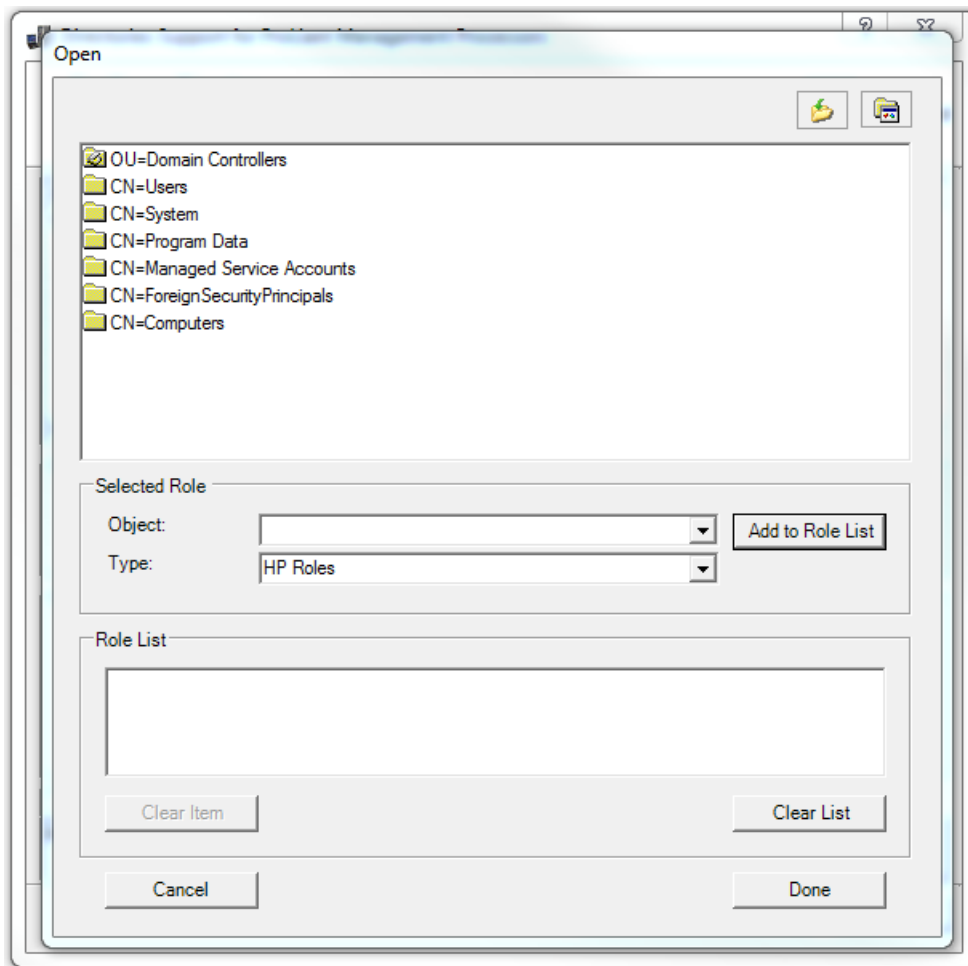 Open
OU=Domain Controllers
CN=Users
CN=System
CN=Program Data
CN=Managed Service Accounts
CN=ForeignSecurityPrincipals
CN=Computers
Selected Role
Object:
Add to Role List
Type:
HP Roles
Role List
Clear Item
Clear List
Cancel
Done